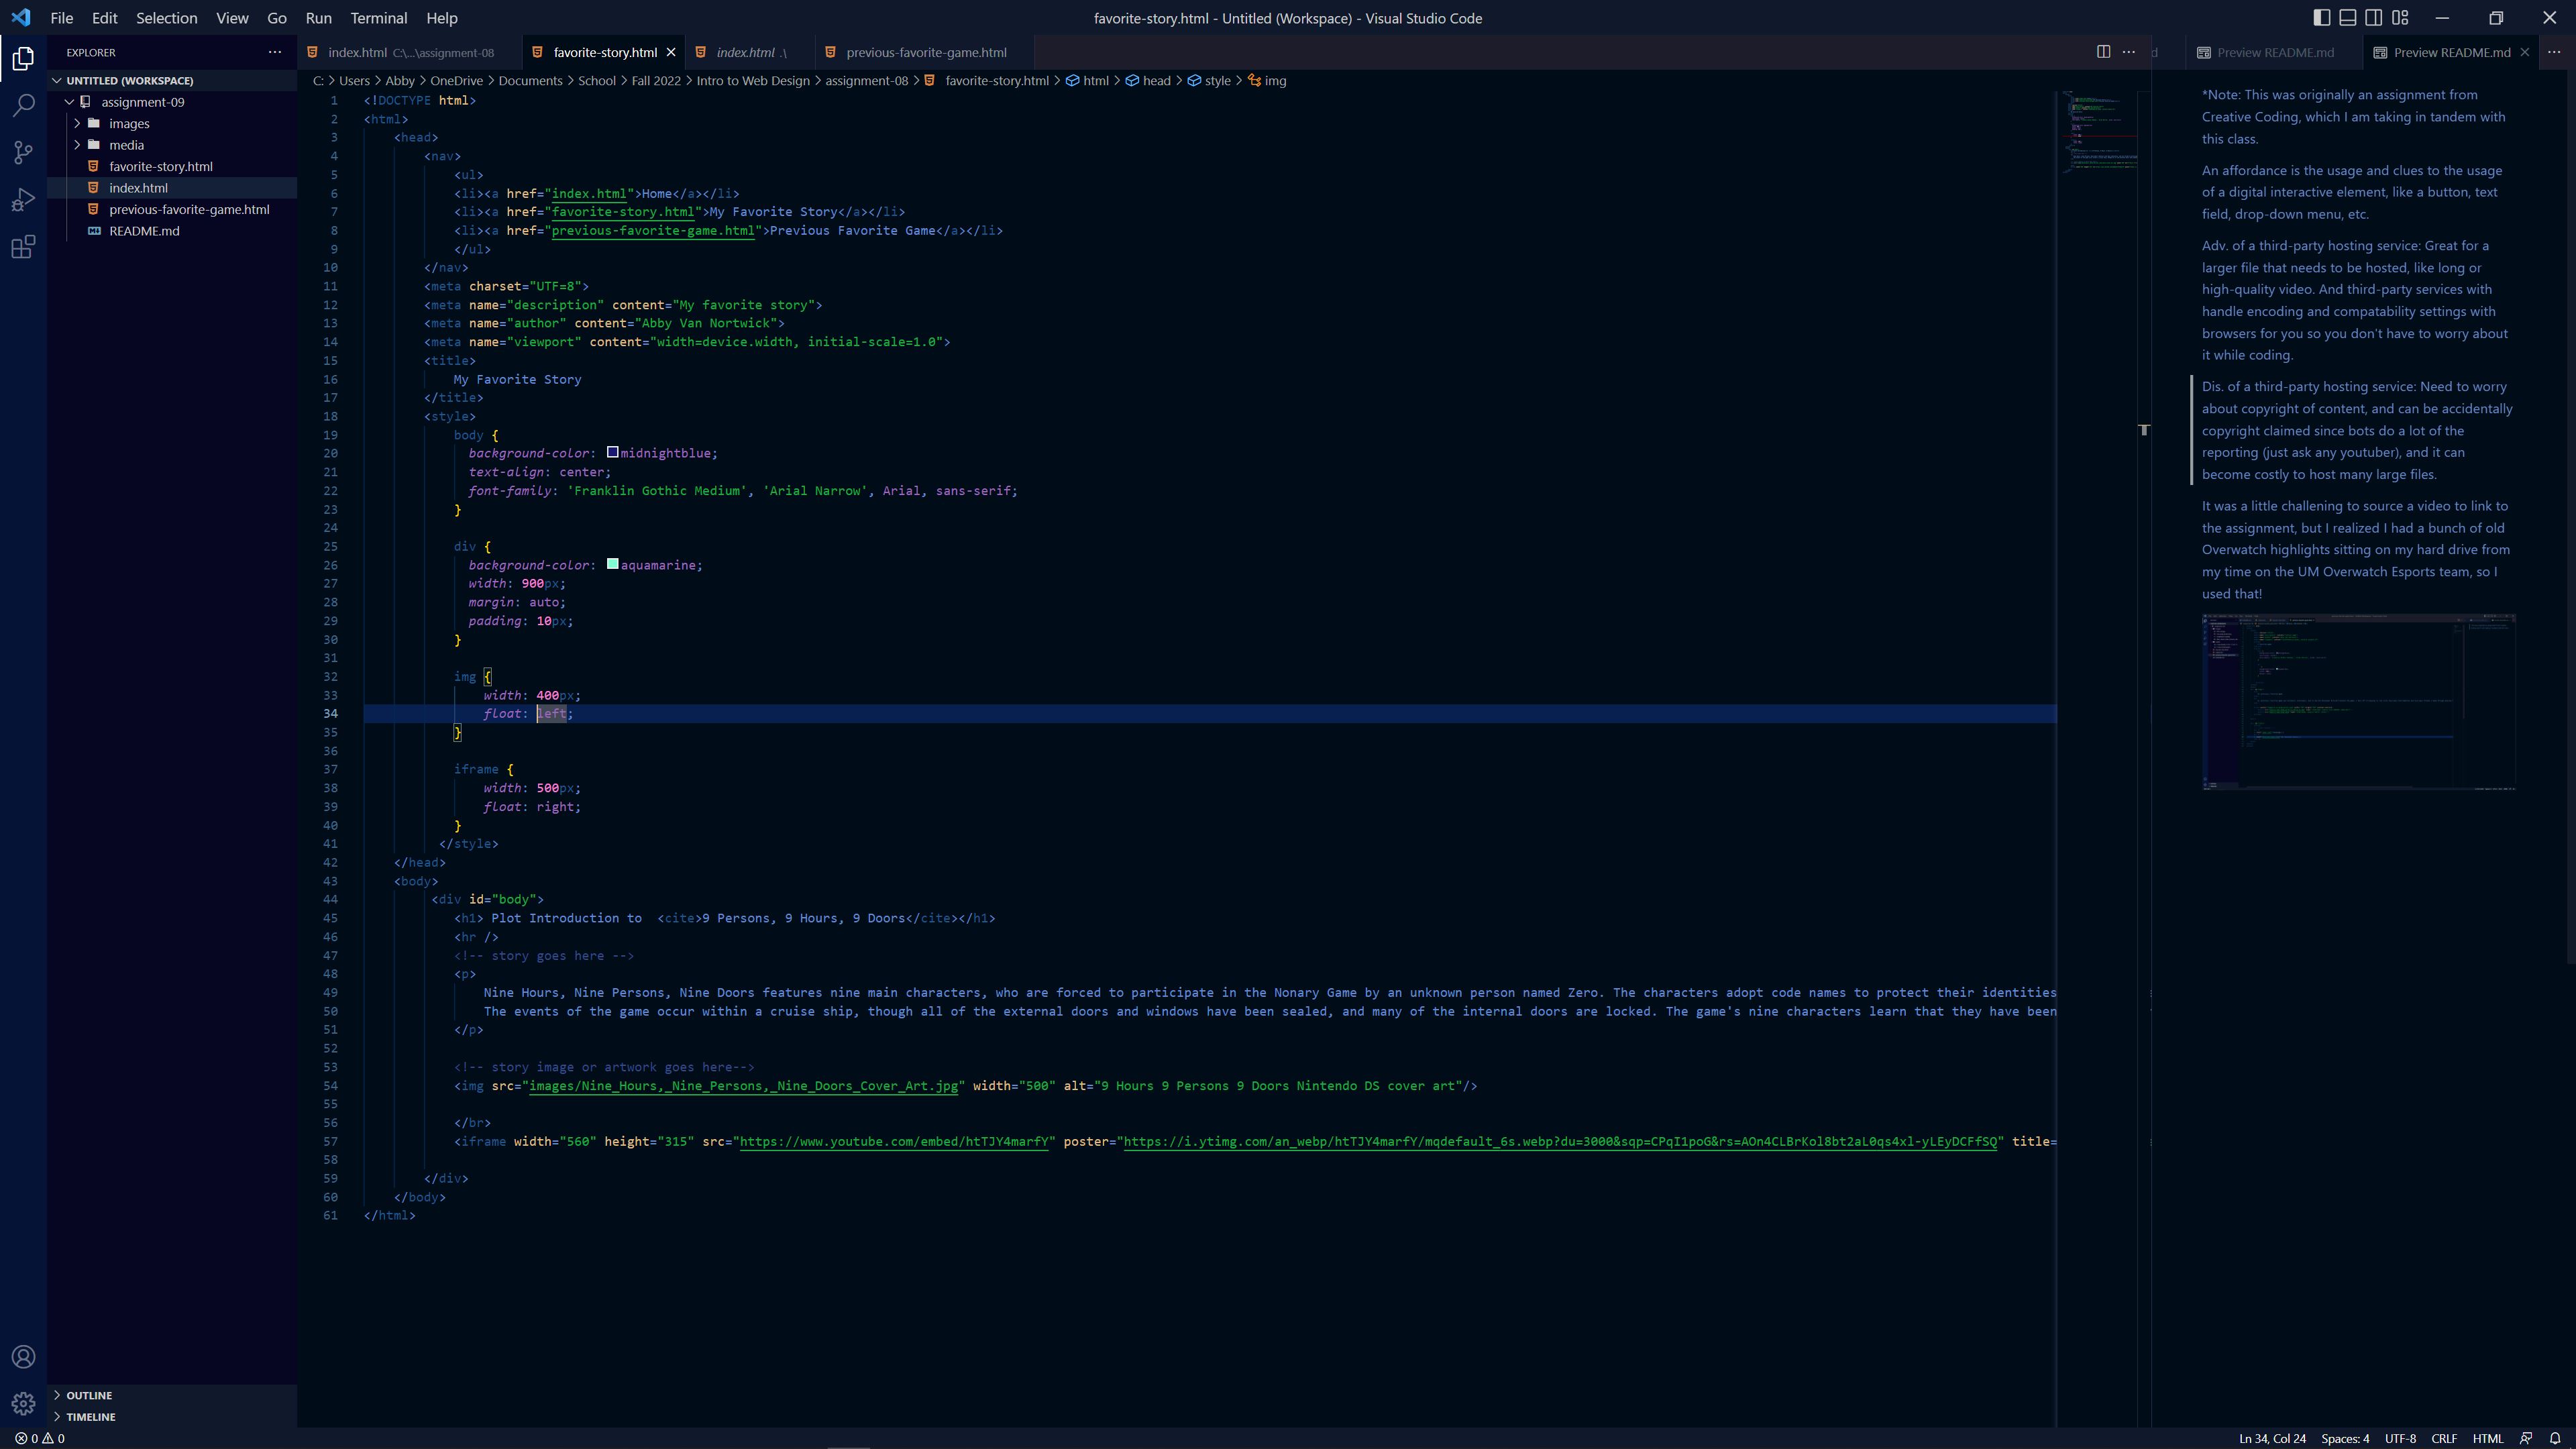 File Edit Selection View Go Run Terminal Help
favorite-story.html - Untitled (Workspace) - Visual Studio Code
EXPLORER
UNTITLED (WORKSPACE)
assignment-09
images
media
favorite-story.html
index.html
previous-favorite-game.html
README.md
OUTLINE
TIMELINE
index.html C:\...\assignment-08
favorite-story.html
index.html .\
previous-favorite-game.html
C: > Users > Abby > OneDrive > Documents > School > Fall 2022 > Intro to Web Design > assignment-08 > favorite-story.html > html > head > style > img
1 <!DOCTYPE html>
2 <html>
3 <head>
4 <nav>
5 <ul>
6 <li><a href="index.html">Home</a></li>
7 <li><a href="favorite-story.html">My Favorite Story</a></li>
8 <li><a href="previous-favorite-game.html">Previous Favorite Game</a></li>
9 </ul>
10 </nav>
11 <meta charset="UTF=8">
12 <meta name="description" content="My favorite story">
13 <meta name="author" content="Abby Van Nortwick">
14 <meta name="viewport" content="width=device.width, initial-scale=1.0">
15 <title>
16 My Favorite Story
17 </title>
18 <style>
19 body {
20 background-color: midnightblue;
21 text-align: center;
22 font-family: 'Franklin Gothic Medium', 'Arial Narrow', Arial, sans-serif;
23 }
24
25 div {
26 background-color: aquamarine;
27 width: 900px;
28 margin: auto;
29 padding: 10px;
30 }
31
32 img {
33 width: 400px;
34 float: left;
35 }
36
37 iframe {
38 width: 500px;
39 float: right;
40 }
41 </style>
42 </head>
43 <body>
44 <div id="body">
45 <h1> Plot Introduction to  <cite>9 Persons, 9 Hours, 9 Doors</cite></h1>
46 <hr />
47 <!-- story goes here -->
48 <p>
49 Nine Hours, Nine Persons, Nine Doors features nine main characters, who are forced to participate in the Nonary Game by an unknown person named Zero. The characters adopt code names to protect their identities
50 The events of the game occur within a cruise ship, though all of the external doors and windows have been sealed, and many of the internal doors are locked. The game's nine characters learn that they have been
51 </p>
52
53 <!-- story image or artwork goes here-->
54 <img src="images/Nine_Hours,_Nine_Persons,_Nine_Doors_Cover_Art.jpg" width="500" alt="9 Hours 9 Persons 9 Doors Nintendo DS cover art"/>
55
56 </br>
57 <iframe width="560" height="315" src="https://www.youtube.com/embed/htTJY4marfY" poster="https://i.ytimg.com/an_webp/htTJY4marfY/mqdefault_6s.webp?du=3000&sqp=CPqI1poG&rs=AOn4CLBrKol8bt2aL0qs4xl-yLEyDCFfSQ" title=
58
59 </div>
60 </body>
61 </html>
Preview README.md
Preview README.md
*Note: This was originally an assignment from
Creative Coding, which I am taking in tandem with
this class.
An affordance is the usage and clues to the usage
of a digital interactive element, like a button, text
field, drop-down menu, etc.
Adv. of a third-party hosting service: Great for a
larger file that needs to be hosted, like long or
high-quality video. And third-party services with
handle encoding and compatability settings with
browsers for you so you don't have to worry about
it while coding.
Dis. of a third-party hosting service: Need to worry
about copyright of content, and can be accidentally
copyright claimed since bots do a lot of the
reporting (just ask any youtuber), and it can
become costly to host many large files.
It was a little challening to source a video to link to
the assignment, but I realized I had a bunch of old
Overwatch highlights sitting on my hard drive from
my time on the UM Overwatch Esports team, so I
used that!
0 0
Ln 34, Col 24 Spaces: 4 UTF-8 CRLF HTML